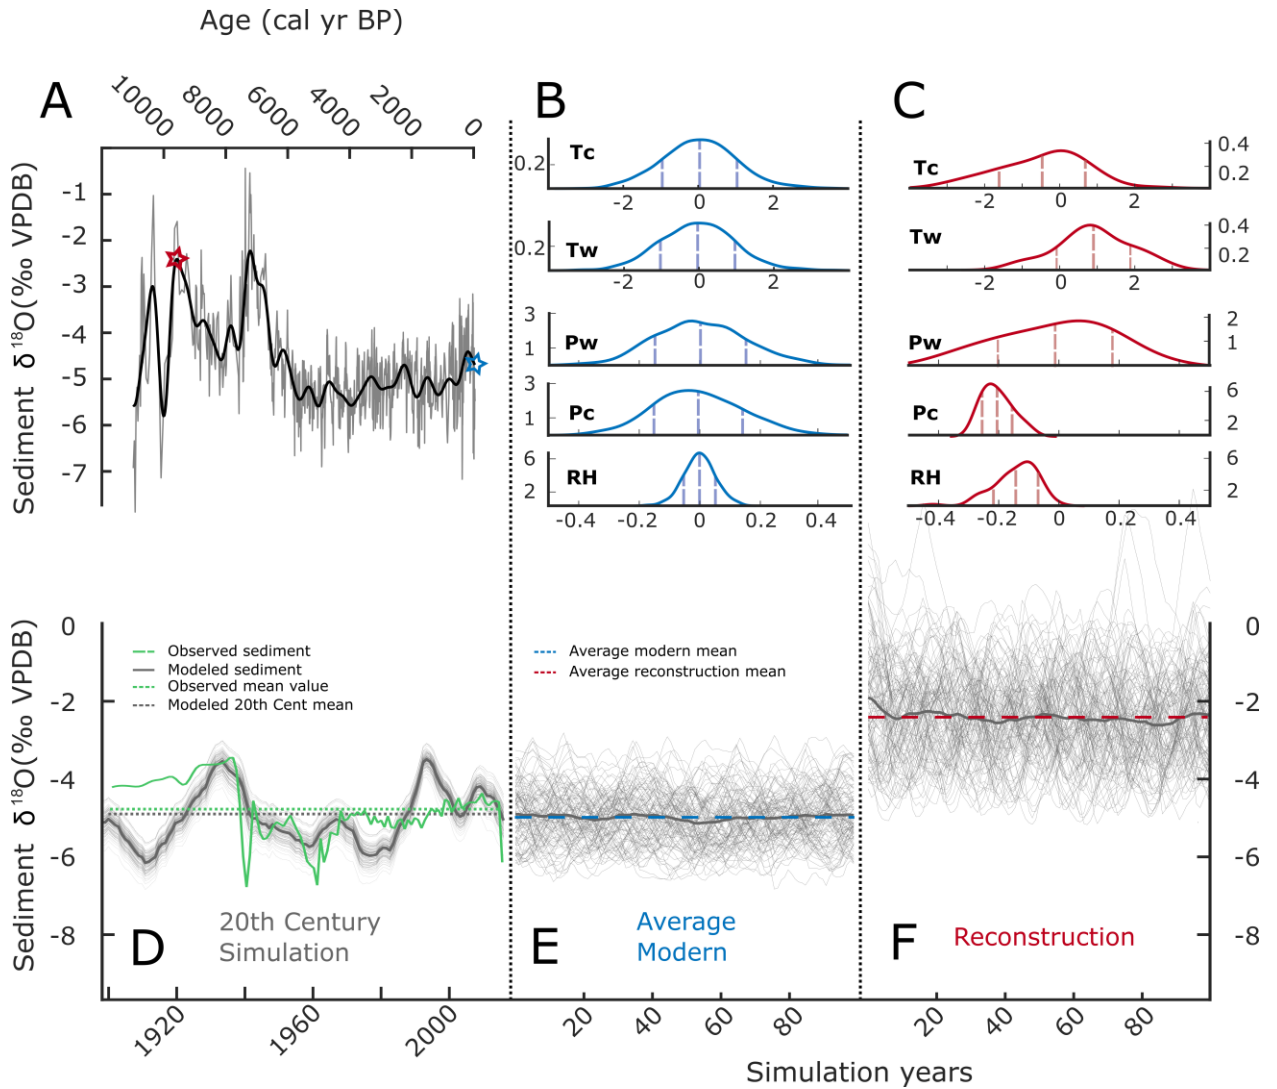 Age (cal yr BP)
A
B
C
10000
8000
6000
4000
2000
0
Sediment δ18O(‰ VPDB)
-1
-2
-3
-4
-5
-6
-7
Tc
0.2
-2
0
2
Tw
0.2
-2
0
2
Pw
3
1
Pc
3
1
RH
6
2
-0.4
-0.2
0
0.2
0.4
Tc
0.4
0.2
-2
0
2
Tw
0.4
0.2
-2
0
2
Pw
2
1
Pc
6
2
RH
6
2
-0.4
-0.2
0
0.2
0.4
Sediment δ18O(‰ VPDB)
0
-2
-4
-6
-8
Observed sediment
Modeled sediment
Observed mean value
Modeled 20th Cent mean
D
20th Century
Simulation
1920
1960
2000
Average modern mean
Average reconstruction mean
E
Average
Modern
20
40
60
80
F
Reconstruction
0
-2
-4
-6
-8
20
40
60
80
Simulation years